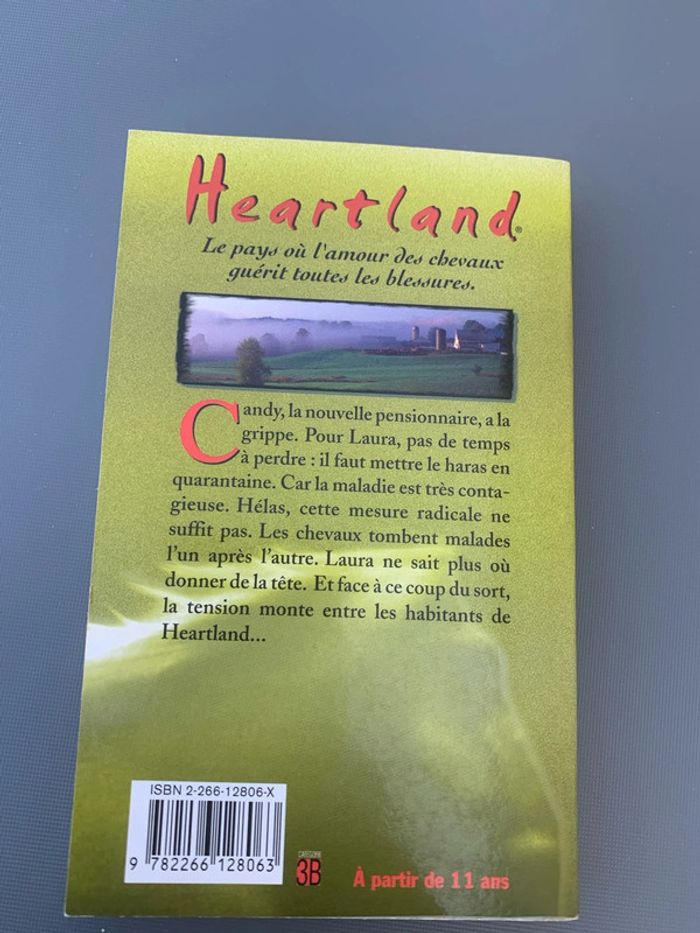 Heartland®
Le pays où l'amour des chevaux
guérit toutes les blessures.
Candy, la nouvelle pensionnaire, a la
grippe. Pour Laura, pas de temps
à perdre : il faut mettre le haras en
quarantaine. Car la maladie est très conta-
gieuse. Hélas, cette mesure radicale ne
suffit pas. Les chevaux tombent malades
l'un après l'autre. Laura ne sait plus où
donner de la tête. Et face à ce coup du sort,
la tension monte entre les habitants de
Heartland...
ISBN 2-266-12806-X
9 782266 128063
CATÉGORIE
3B
À partir de 11 ans